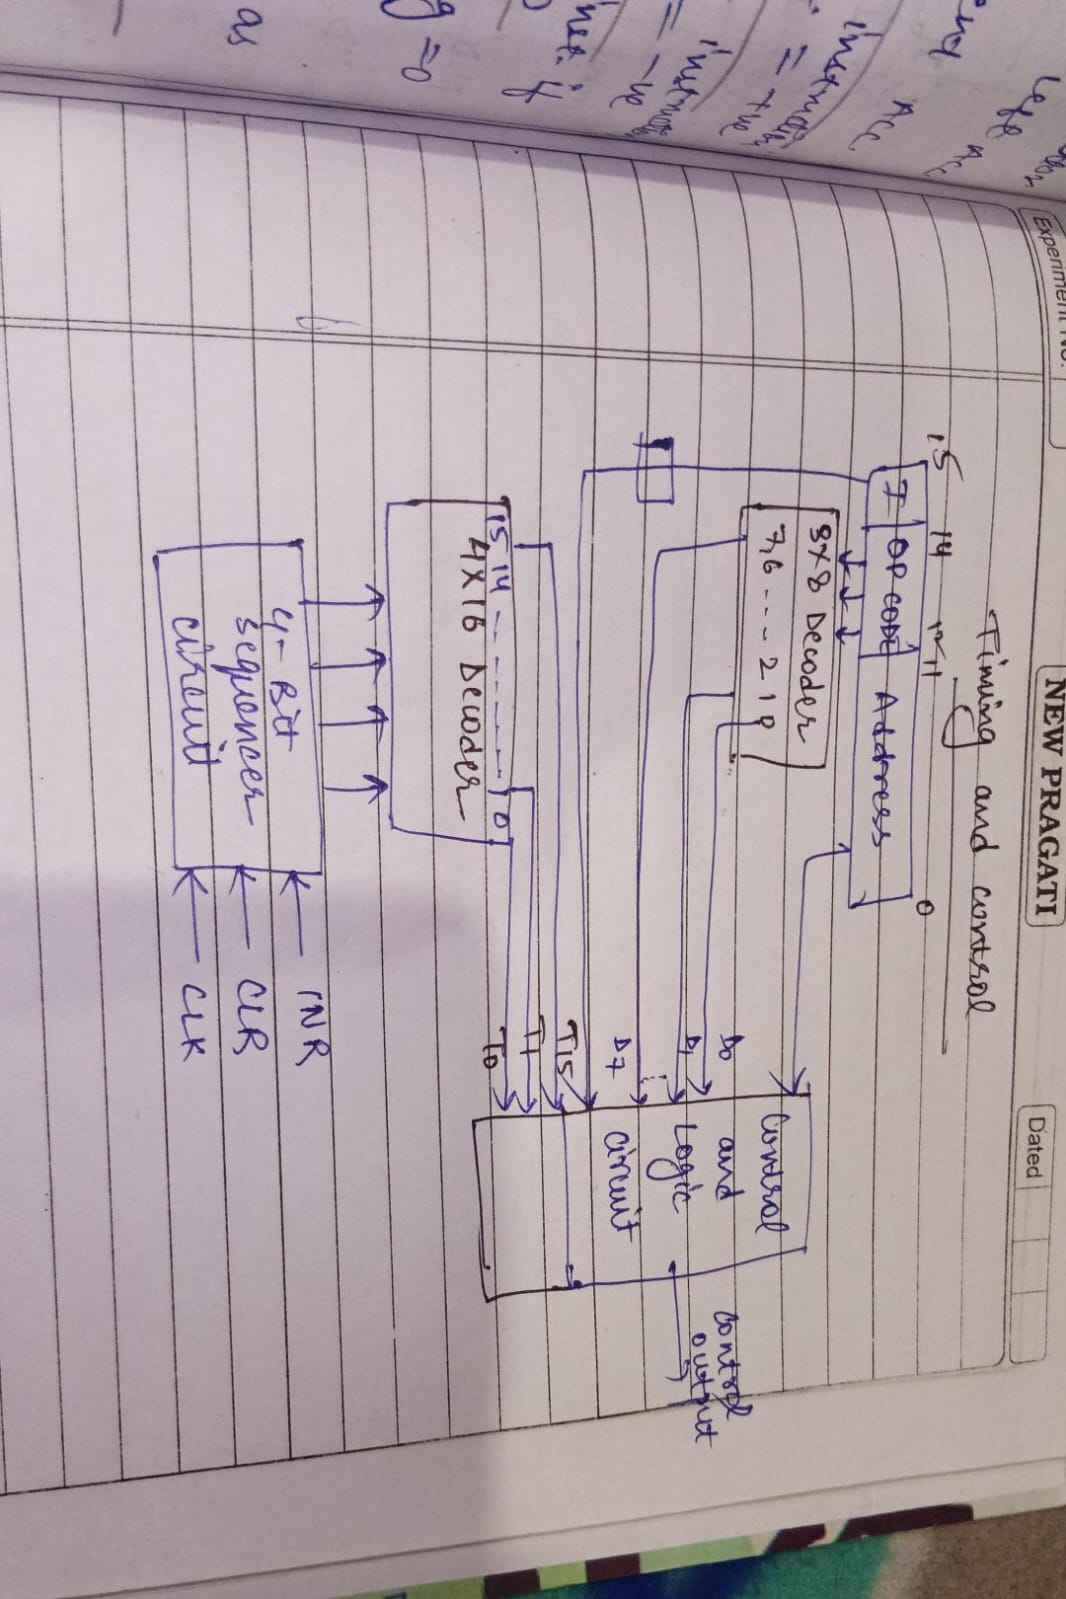 Experiment No.
NEW PRAGATI
Dated
Timing and control
15 14 12 11 0
I OP CODE Address
3x8 Decoder
7,6 --- 2 1 0
D0
D1
D7
Control
and
Logic
circuit
control
output
T15
T1
T0
15 14 -------- 1 0
4X16 Decoder
4-Bit
sequencer
circuit
INR
CLR
CLK
left Acc
end Acc
instruction
= +ve
instruction
= -ve
if
=0
as